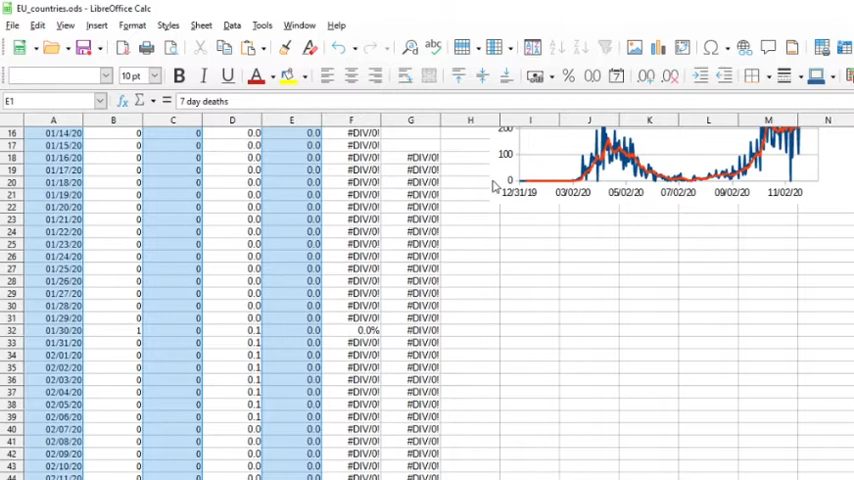 EU_countries.ods - LibreOffice Calc
File Edit View Insert Format Styles Sheet Data Tools Window Help
10 pt
E1 7 day deaths
A B C D E F G H I J K L M N
16 01/14/20 0 0 0.0 0.0 #DIV/0!
17 01/15/20 0 0 0.0 0.0 #DIV/0!
18 01/16/20 0 0 0.0 0.0 #DIV/0! #DIV/0!
19 01/17/20 0 0 0.0 0.0 #DIV/0! #DIV/0!
20 01/18/20 0 0 0.0 0.0 #DIV/0! #DIV/0!
21 01/19/20 0 0 0.0 0.0 #DIV/0! #DIV/0!
22 01/20/20 0 0 0.0 0.0 #DIV/0! #DIV/0!
23 01/21/20 0 0 0.0 0.0 #DIV/0! #DIV/0!
24 01/22/20 0 0 0.0 0.0 #DIV/0! #DIV/0!
25 01/23/20 0 0 0.0 0.0 #DIV/0! #DIV/0!
26 01/24/20 0 0 0.0 0.0 #DIV/0! #DIV/0!
27 01/25/20 0 0 0.0 0.0 #DIV/0! #DIV/0!
28 01/26/20 0 0 0.0 0.0 #DIV/0! #DIV/0!
29 01/27/20 0 0 0.0 0.0 #DIV/0! #DIV/0!
30 01/28/20 0 0 0.0 0.0 #DIV/0! #DIV/0!
31 01/29/20 0 0 0.0 0.0 #DIV/0! #DIV/0!
32 01/30/20 1 0 0.1 0.0 0.0% #DIV/0!
33 01/31/20 0 0 0.1 0.0 #DIV/0! #DIV/0!
34 02/01/20 0 0 0.1 0.0 #DIV/0! #DIV/0!
35 02/02/20 0 0 0.1 0.0 #DIV/0! #DIV/0!
36 02/03/20 0 0 0.1 0.0 #DIV/0! #DIV/0!
37 02/04/20 0 0 0.1 0.0 #DIV/0! #DIV/0!
38 02/05/20 0 0 0.1 0.0 #DIV/0! #DIV/0!
39 02/06/20 0 0 0.1 0.0 #DIV/0! #DIV/0!
40 02/07/20 0 0 0.0 0.0 #DIV/0! #DIV/0!
41 02/08/20 0 0 0.0 0.0 #DIV/0! #DIV/0!
42 02/09/20 0 0 0.0 0.0 #DIV/0! #DIV/0!
43 02/10/20 0 0 0.0 0.0 #DIV/0! #DIV/0!
44 02/11/20 0 0 0.0 0.0 #DIV/0! #DIV/0!
200
100
0
12/31/19 03/02/20 05/02/20 07/02/20 09/02/20 11/02/20